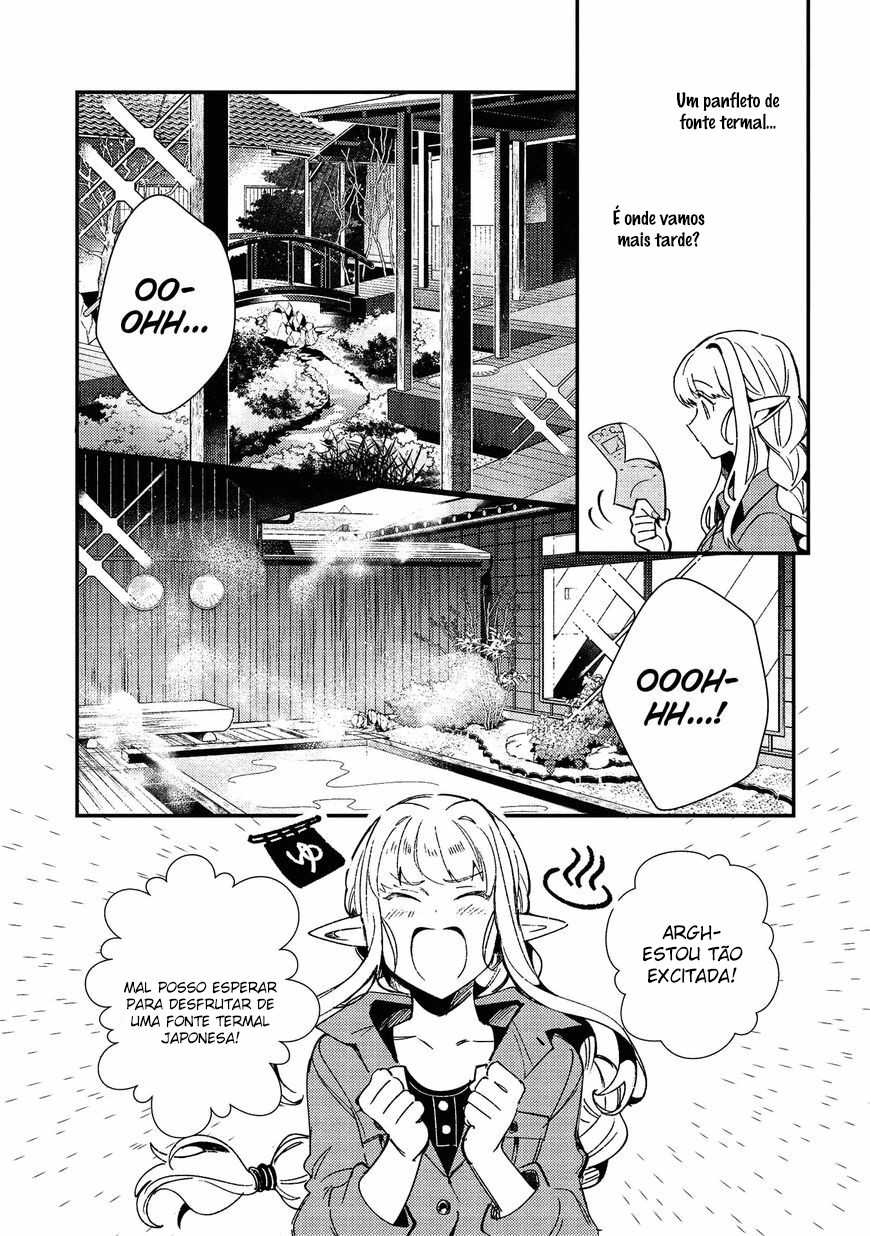 Um panfleto de
fonte termal...
É onde vamos
mais tarde?
OO-
OHH...
OOOH-
HH...!
ARGH-
ESTOU TÃO
EXCITADA!
MAL POSSO ESPERAR
PARA DESFRUTAR DE
UMA FONTE TERMAL
JAPONESA!
ゆ